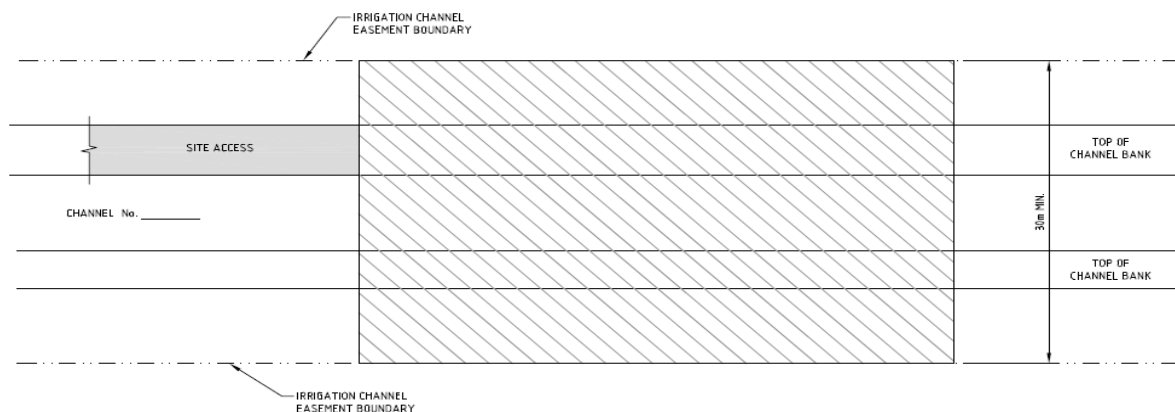 IRRIGATION CHANNEL
EASEMENT BOUNDARY
SITE ACCESS
TOP OF
CHANNEL BANK
CHANNEL No. ________
30m MIN.
TOP OF
CHANNEL BANK
IRRIGATION CHANNEL
EASEMENT BOUNDARY